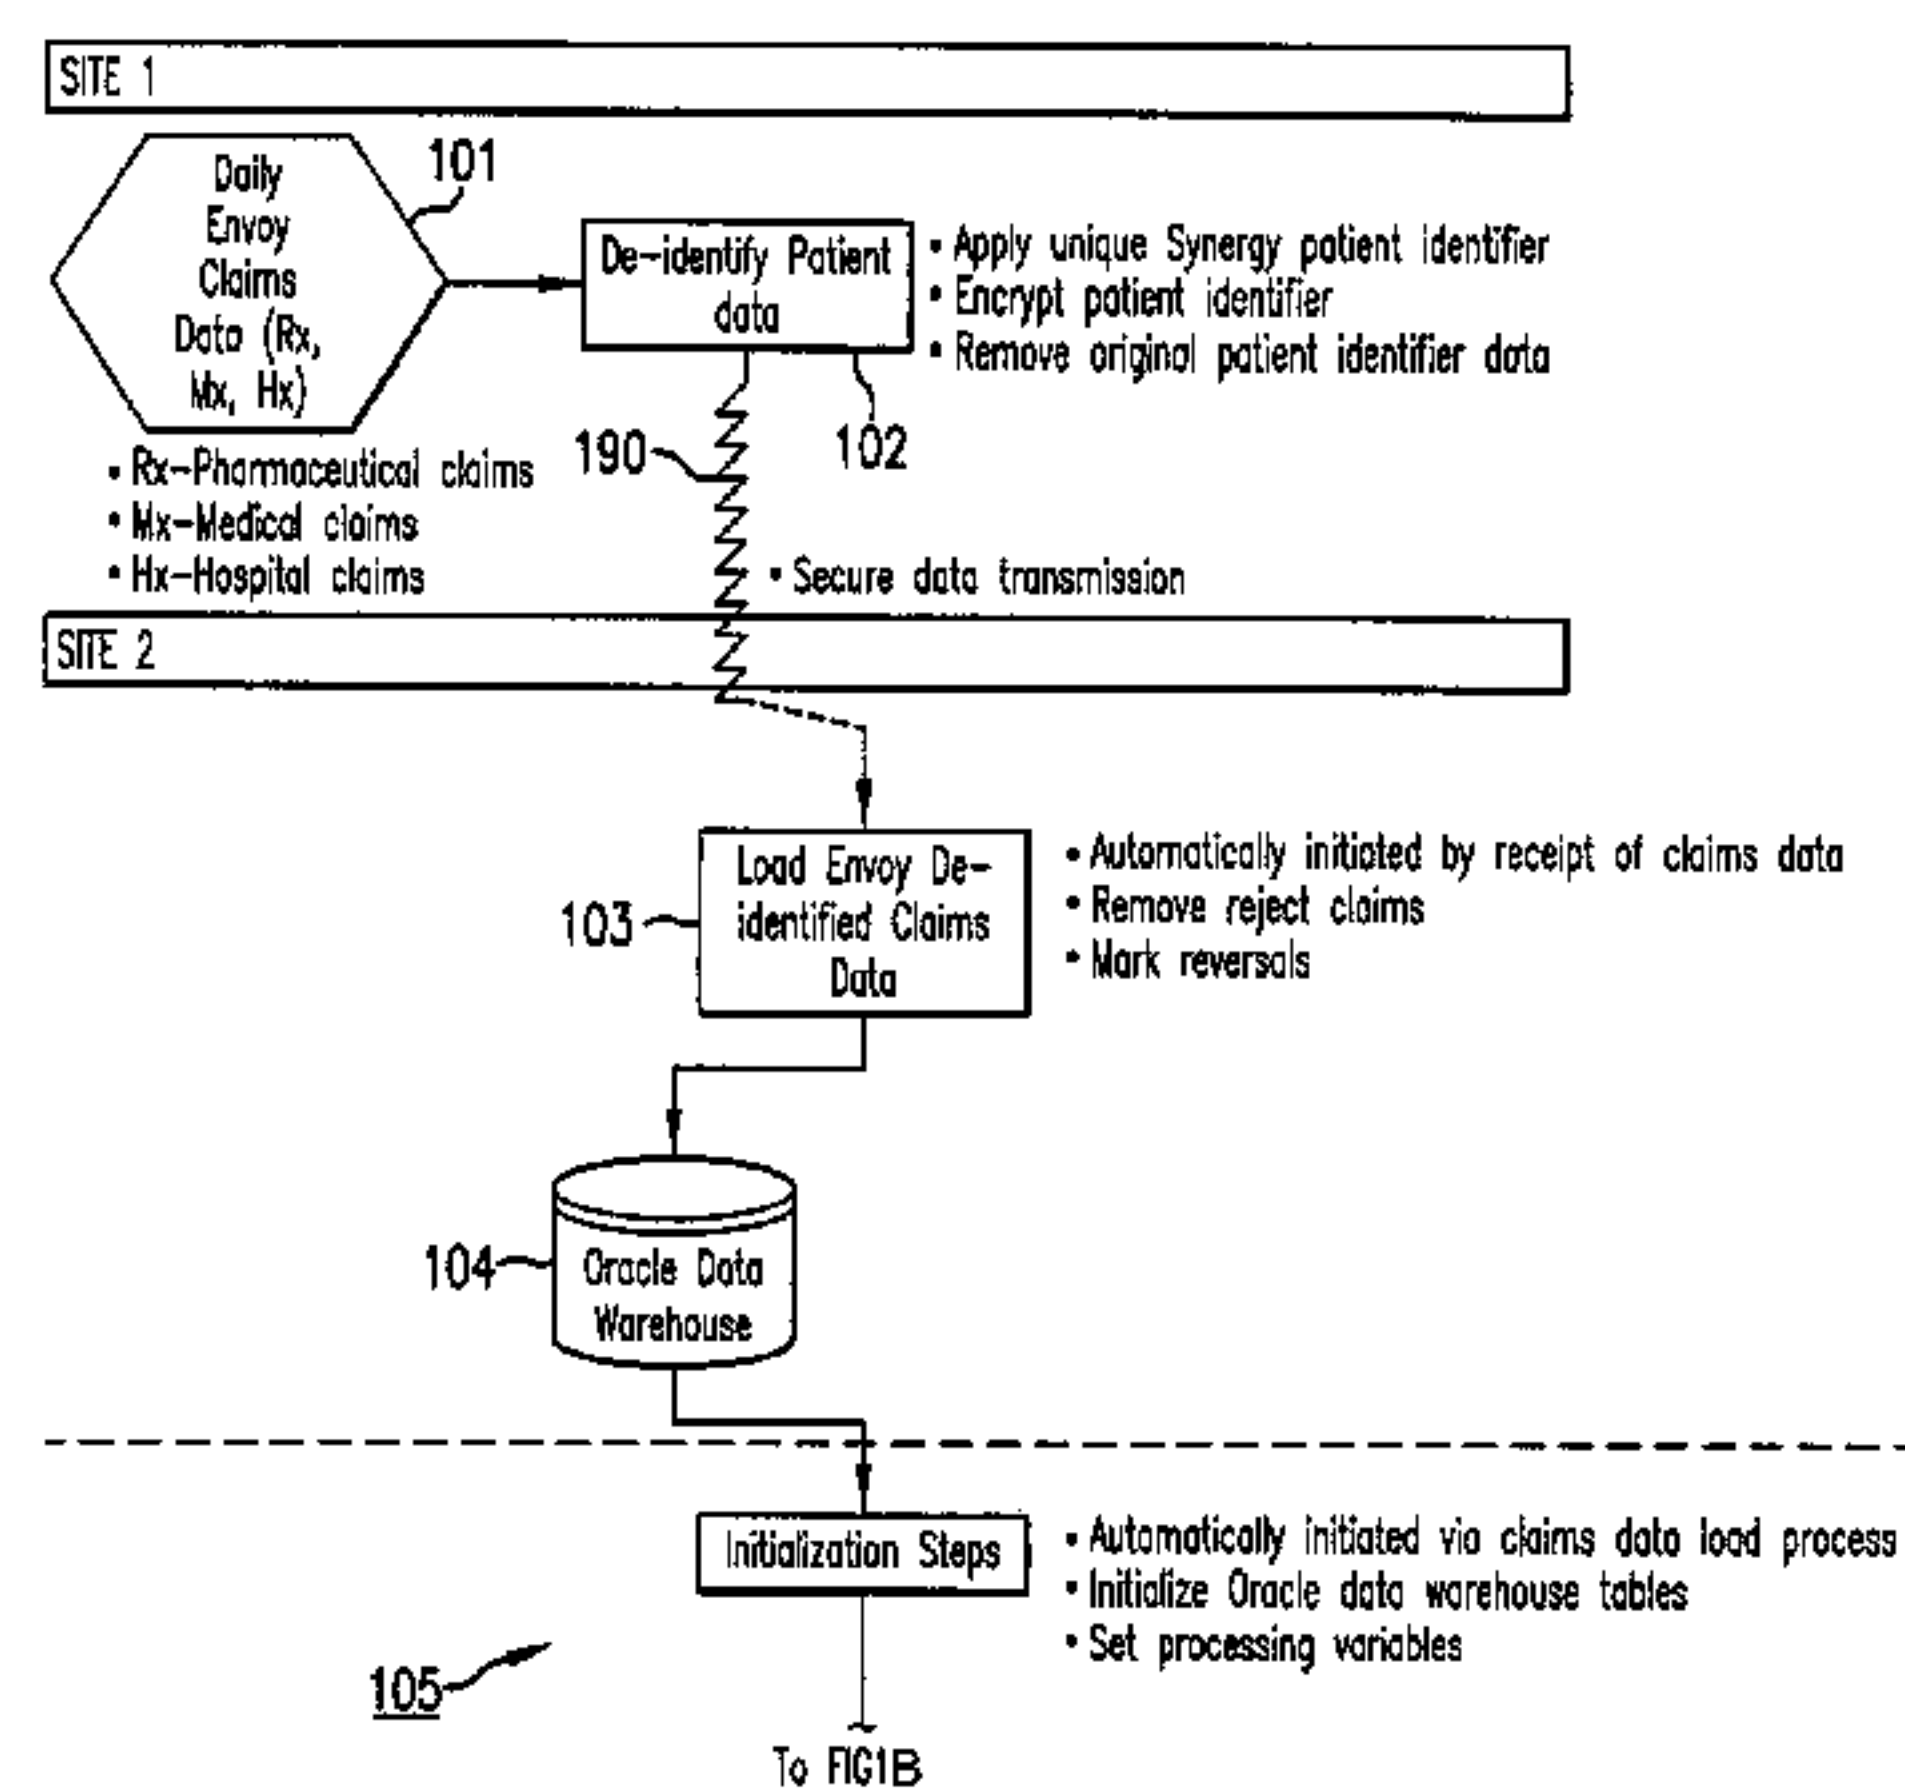 SITE 1
Daily
Envoy
Claims
Data (Rx,
Mx, Hx)
101
De-identify Patient
data
• Apply unique Synergy patient identifier
• Encrypt patient identifier
• Remove original patient identifier data
102
190
• Rx-Pharmaceutical claims
• Mx-Medical claims
• Hx-Hospital claims
• Secure data transmission
SITE 2
Load Envoy De-
identified Claims
Data
103
• Automatically initiated by receipt of claims data
• Remove reject claims
• Mark reversals
104
Oracle Data
Warehouse
Initialization Steps
• Automatically initiated via claims data load process
• Initialize Oracle data warehouse tables
• Set processing variables
105
To FIG1B